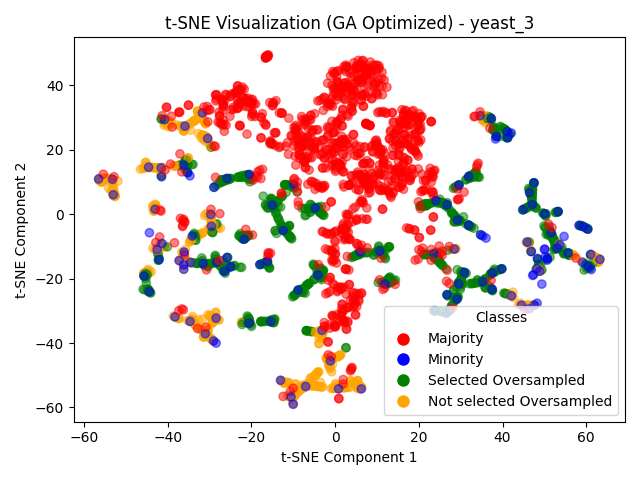 t-SNE Visualization (GA Optimized) - yeast_3
t-SNE Component 2
40
20
0
−20
−40
−60
−60
−40
−20
0
20
40
60
t-SNE Component 1
Classes
Majority
Minority
Selected Oversampled
Not selected Oversampled